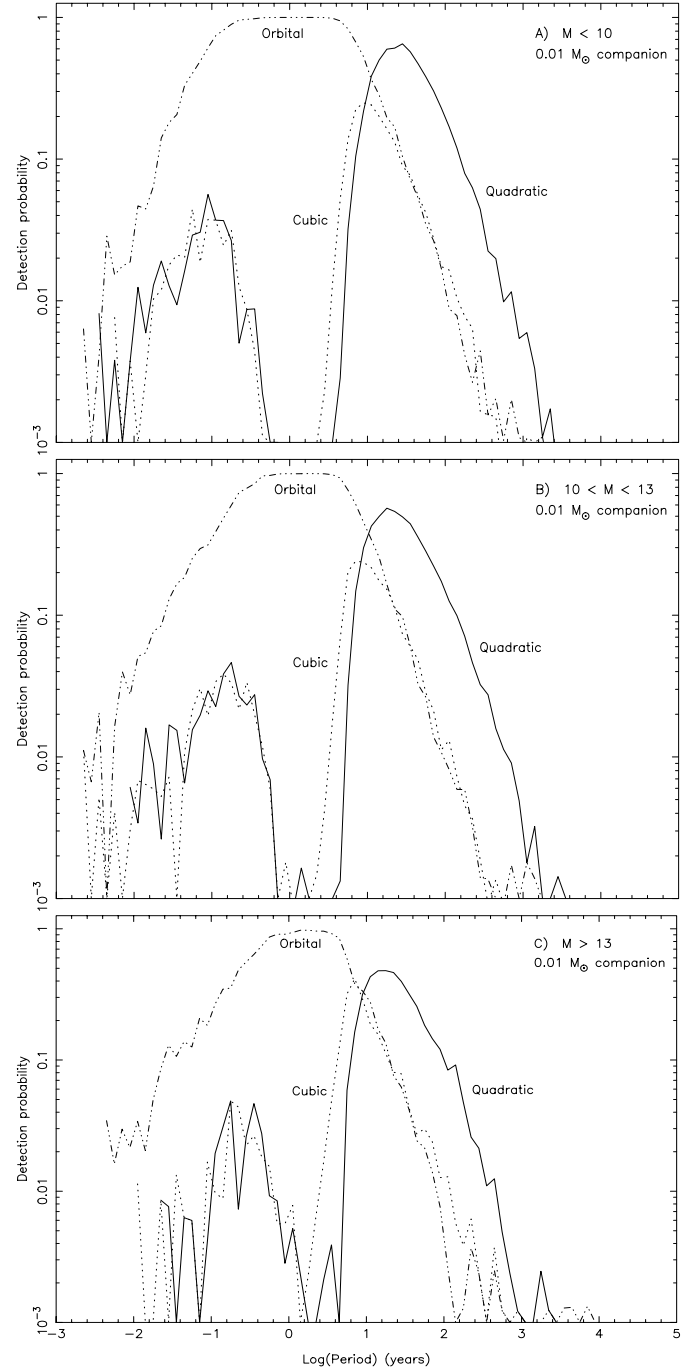 1
Orbital
A) M < 10
0.01 M☉ companion
0.1
Detection probability
Quadratic
Cubic
0.01
10⁻³
1
Orbital
B) 10 < M < 13
0.01 M☉ companion
0.1
Detection probability
Quadratic
Cubic
0.01
10⁻³
1
Orbital
C) M > 13
0.01 M☉ companion
0.1
Detection probability
Cubic
Quadratic
0.01
10⁻³
−3 −2 −1 0 1 2 3 4 5
Log(Period) (years)